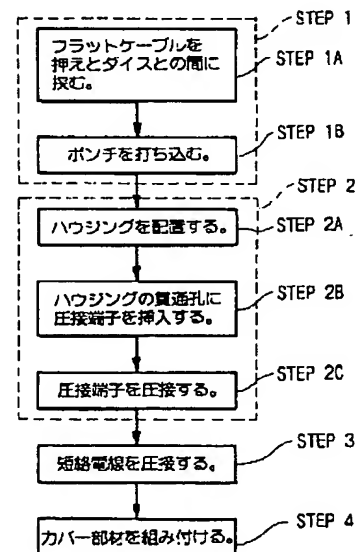 STEP 1
フラットケーブルを
押えとダイスとの間に
挟む。
STEP 1A
ポンチを打ち込む。
STEP 1B
STEP 2
ハウジングを配置する。
STEP 2A
ハウジングの貫通孔に
圧接端子を挿入する。
STEP 2B
圧接端子を圧接する。
STEP 2C
短絡電線を圧接する。
STEP 3
カバー部材を組み付ける。
STEP 4